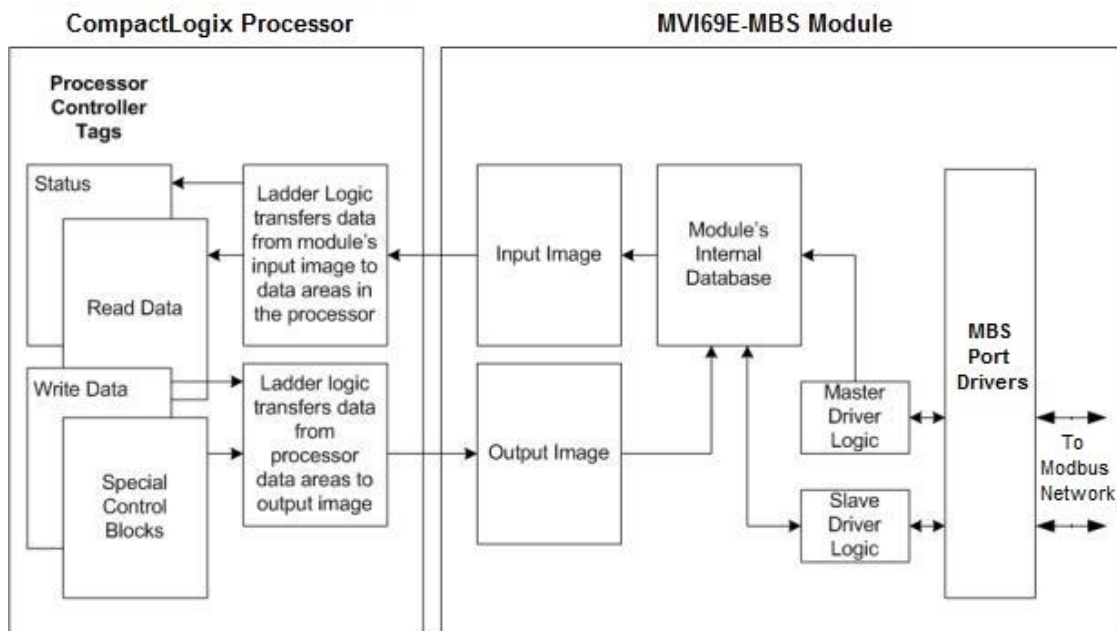 CompactLogix Processor
MVI69E-MBS Module
Processor
Controller
Tags
Status
Read Data
Ladder Logic
transfers data
from module's
input image to
data areas in
the processor
Input Image
Module's
Internal
Database
Write Data
Special
Control
Blocks
Ladder logic
transfers data
from
processor
data areas to
output image
Output Image
Master
Driver
Logic
Slave
Driver
Logic
MBS
Port
Drivers
To
Modbus
Network